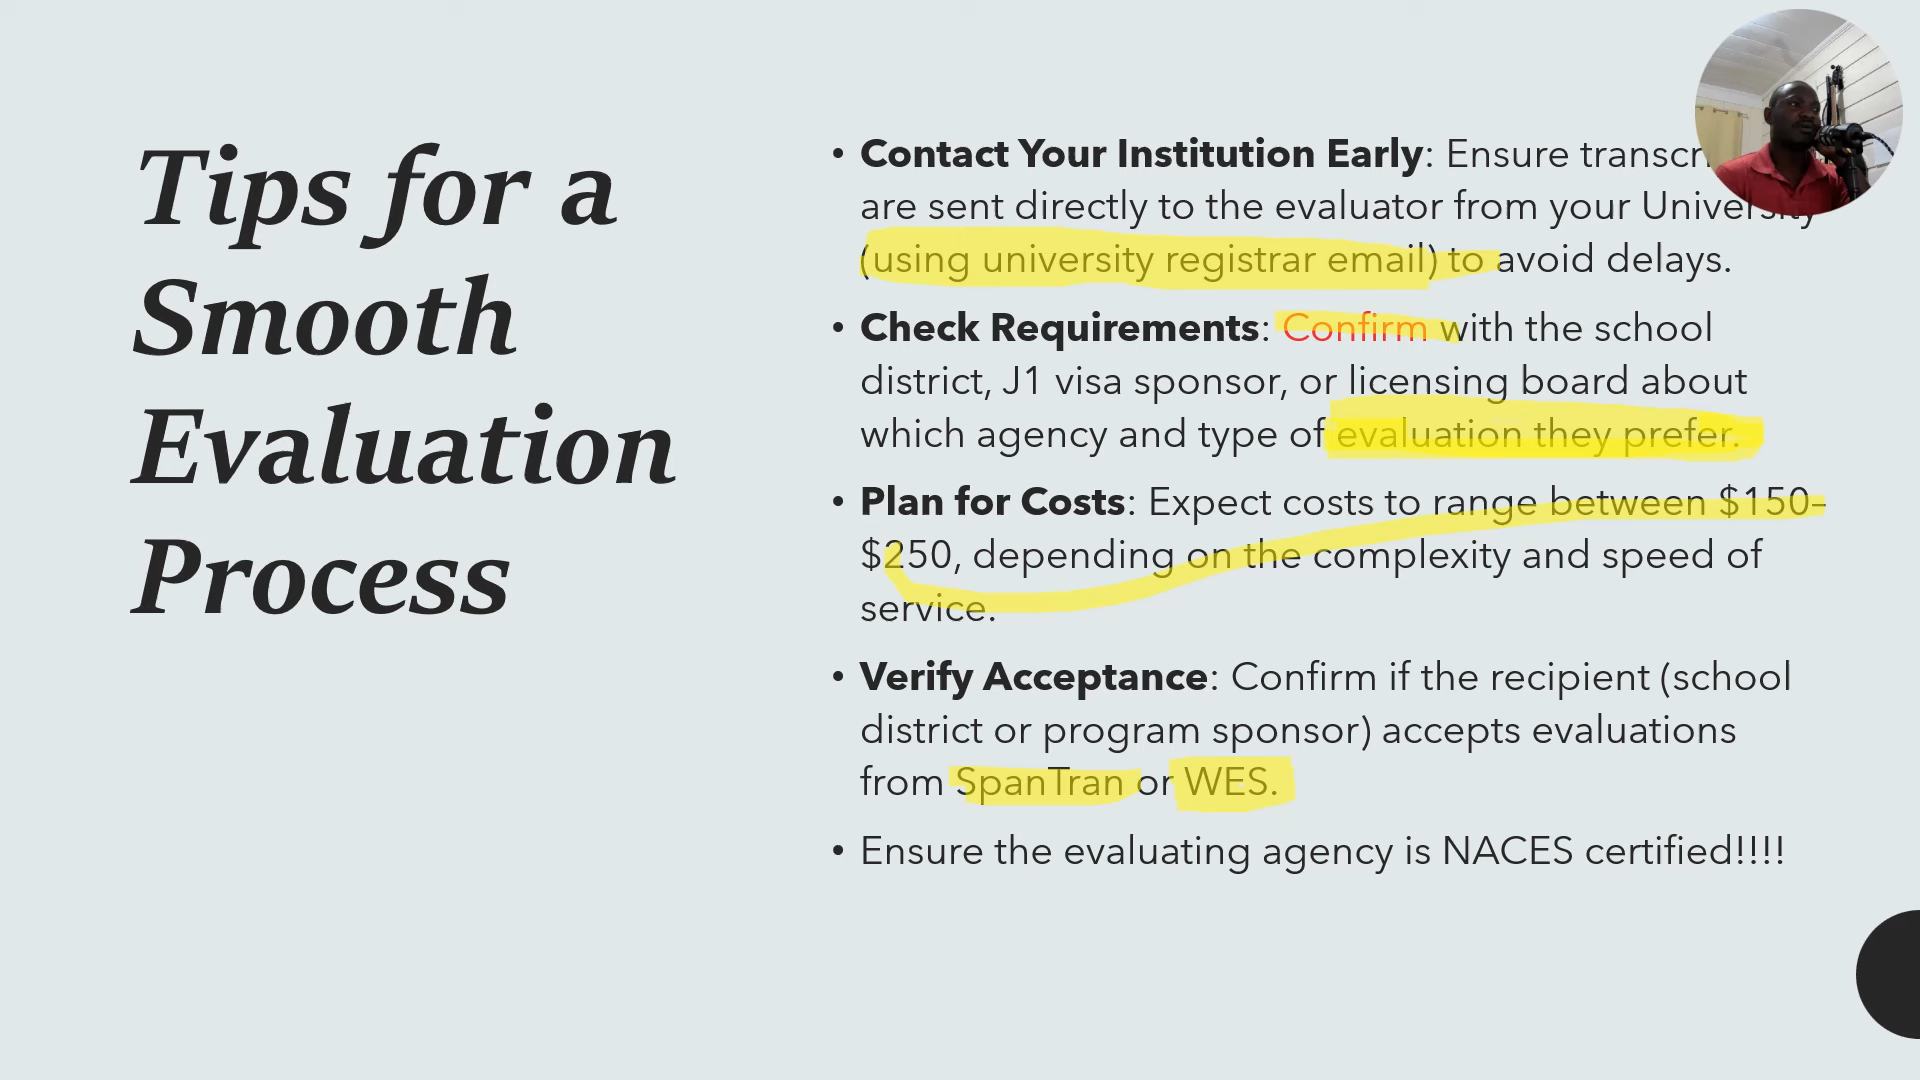 Tips for a
Smooth
Evaluation
Process
• Contact Your Institution Early: Ensure
are sent directly to the evaluator from your University
(using university registrar email) to avoid delays.
• Check Requirements: Confirm with the school
district, J1 visa sponsor, or licensing board about
which agency and type of evaluation they prefer.
• Plan for Costs: Expect costs to range between $150–
$250, depending on the complexity and speed of
service.
• Verify Acceptance: Confirm if the recipient (school
district or program sponsor) accepts evaluations
from SpanTran or WES.
• Ensure the evaluating agency is NACES certified!!!!